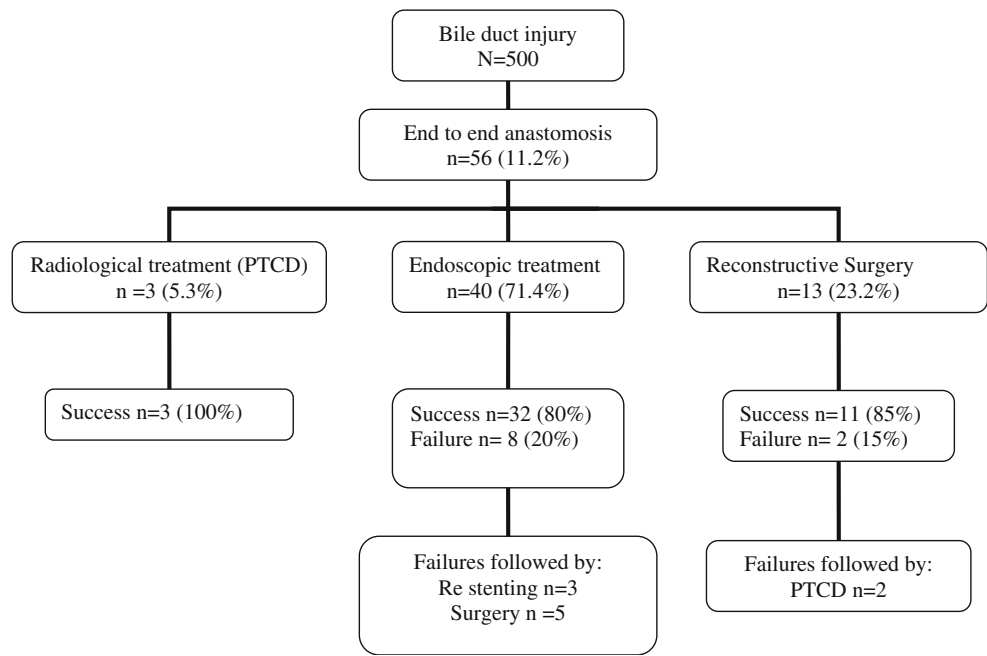 Bile duct injury
N=500
End to end anastomosis
n=56 (11.2%)
Radiological treatment (PTCD)
n =3 (5.3%)
Endoscopic treatment
n=40 (71.4%)
Reconstructive Surgery
n=13 (23.2%)
Success n=3 (100%)
Success n=32 (80%)
Failure n= 8 (20%)
Success n=11 (85%)
Failure n= 2 (15%)
Failures followed by:
Re stenting n=3
Surgery n =5
Failures followed by:
PTCD n=2